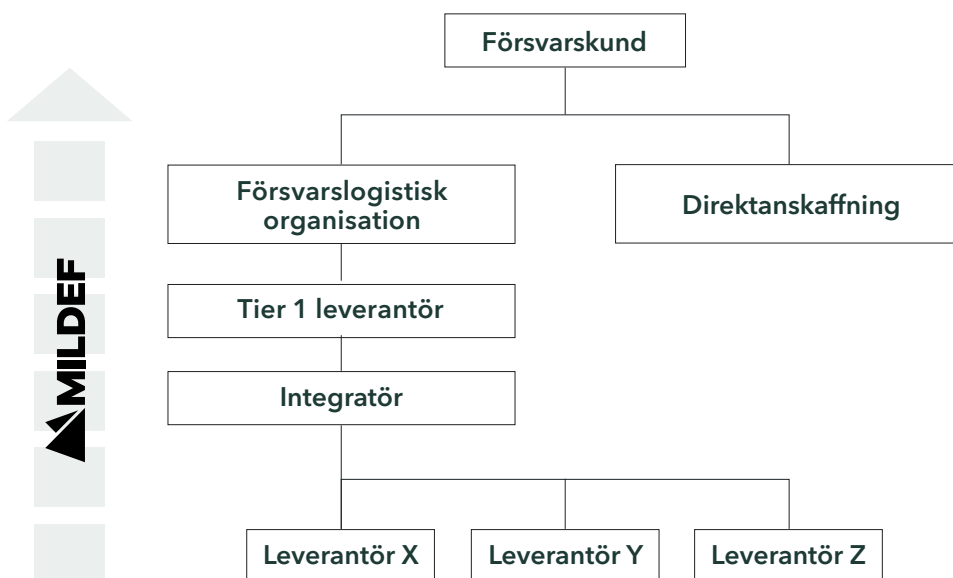 Försvarskund
Försvarslogistisk
organisation
Direktanskaffning
Tier 1 leverantör
MILDEF
Integratör
Leverantör X
Leverantör Y
Leverantör Z